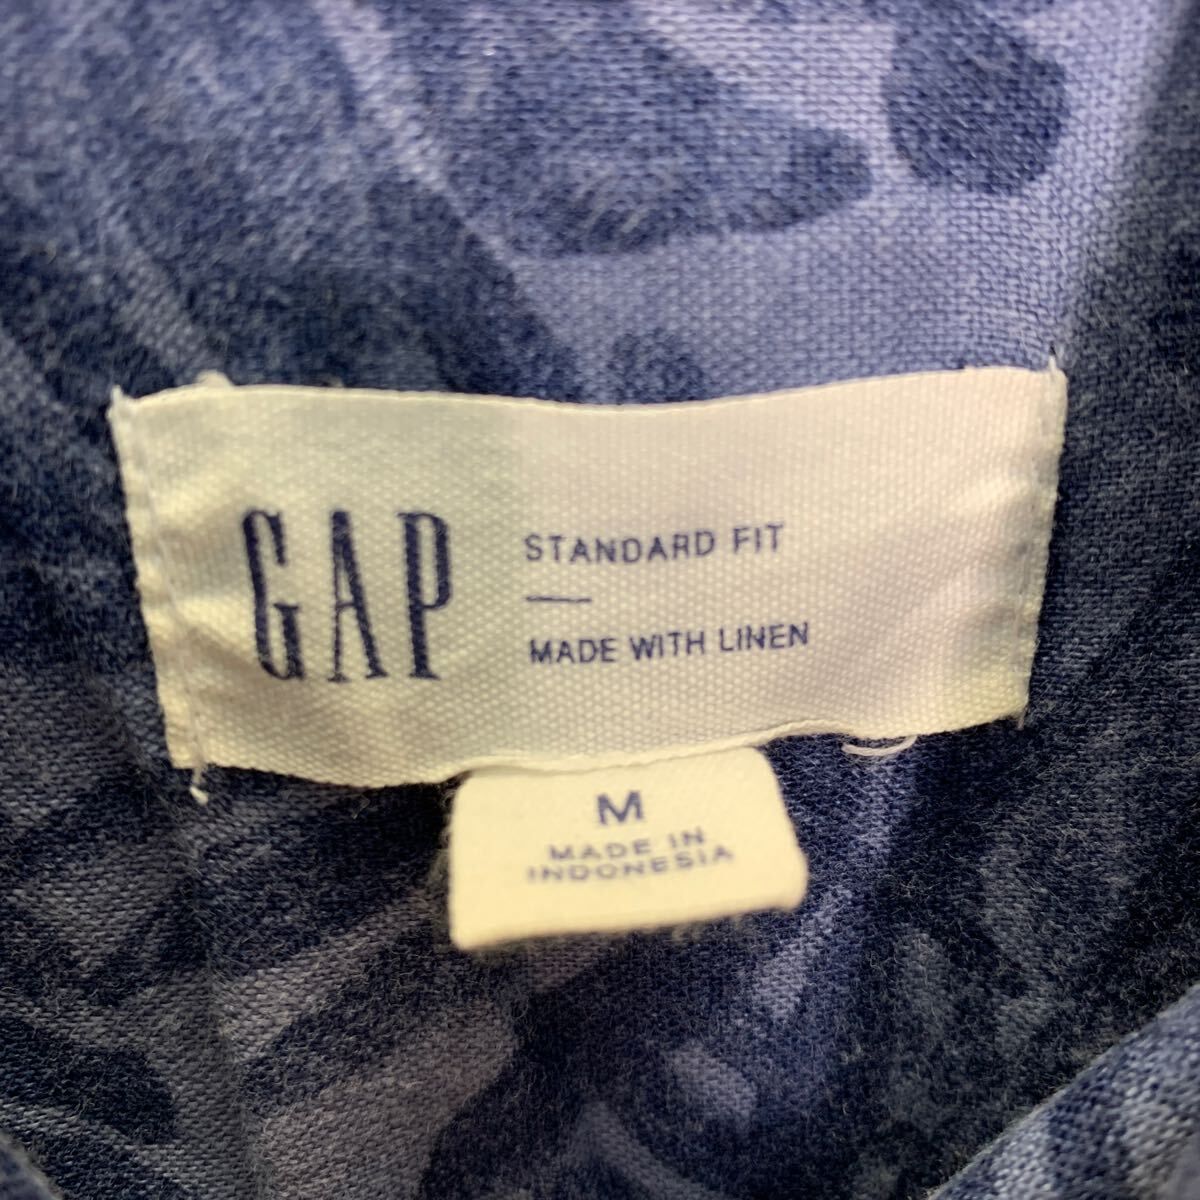 GAP
STANDARD FIT
—
MADE WITH LINEN
M
MADE IN
INDONESIA